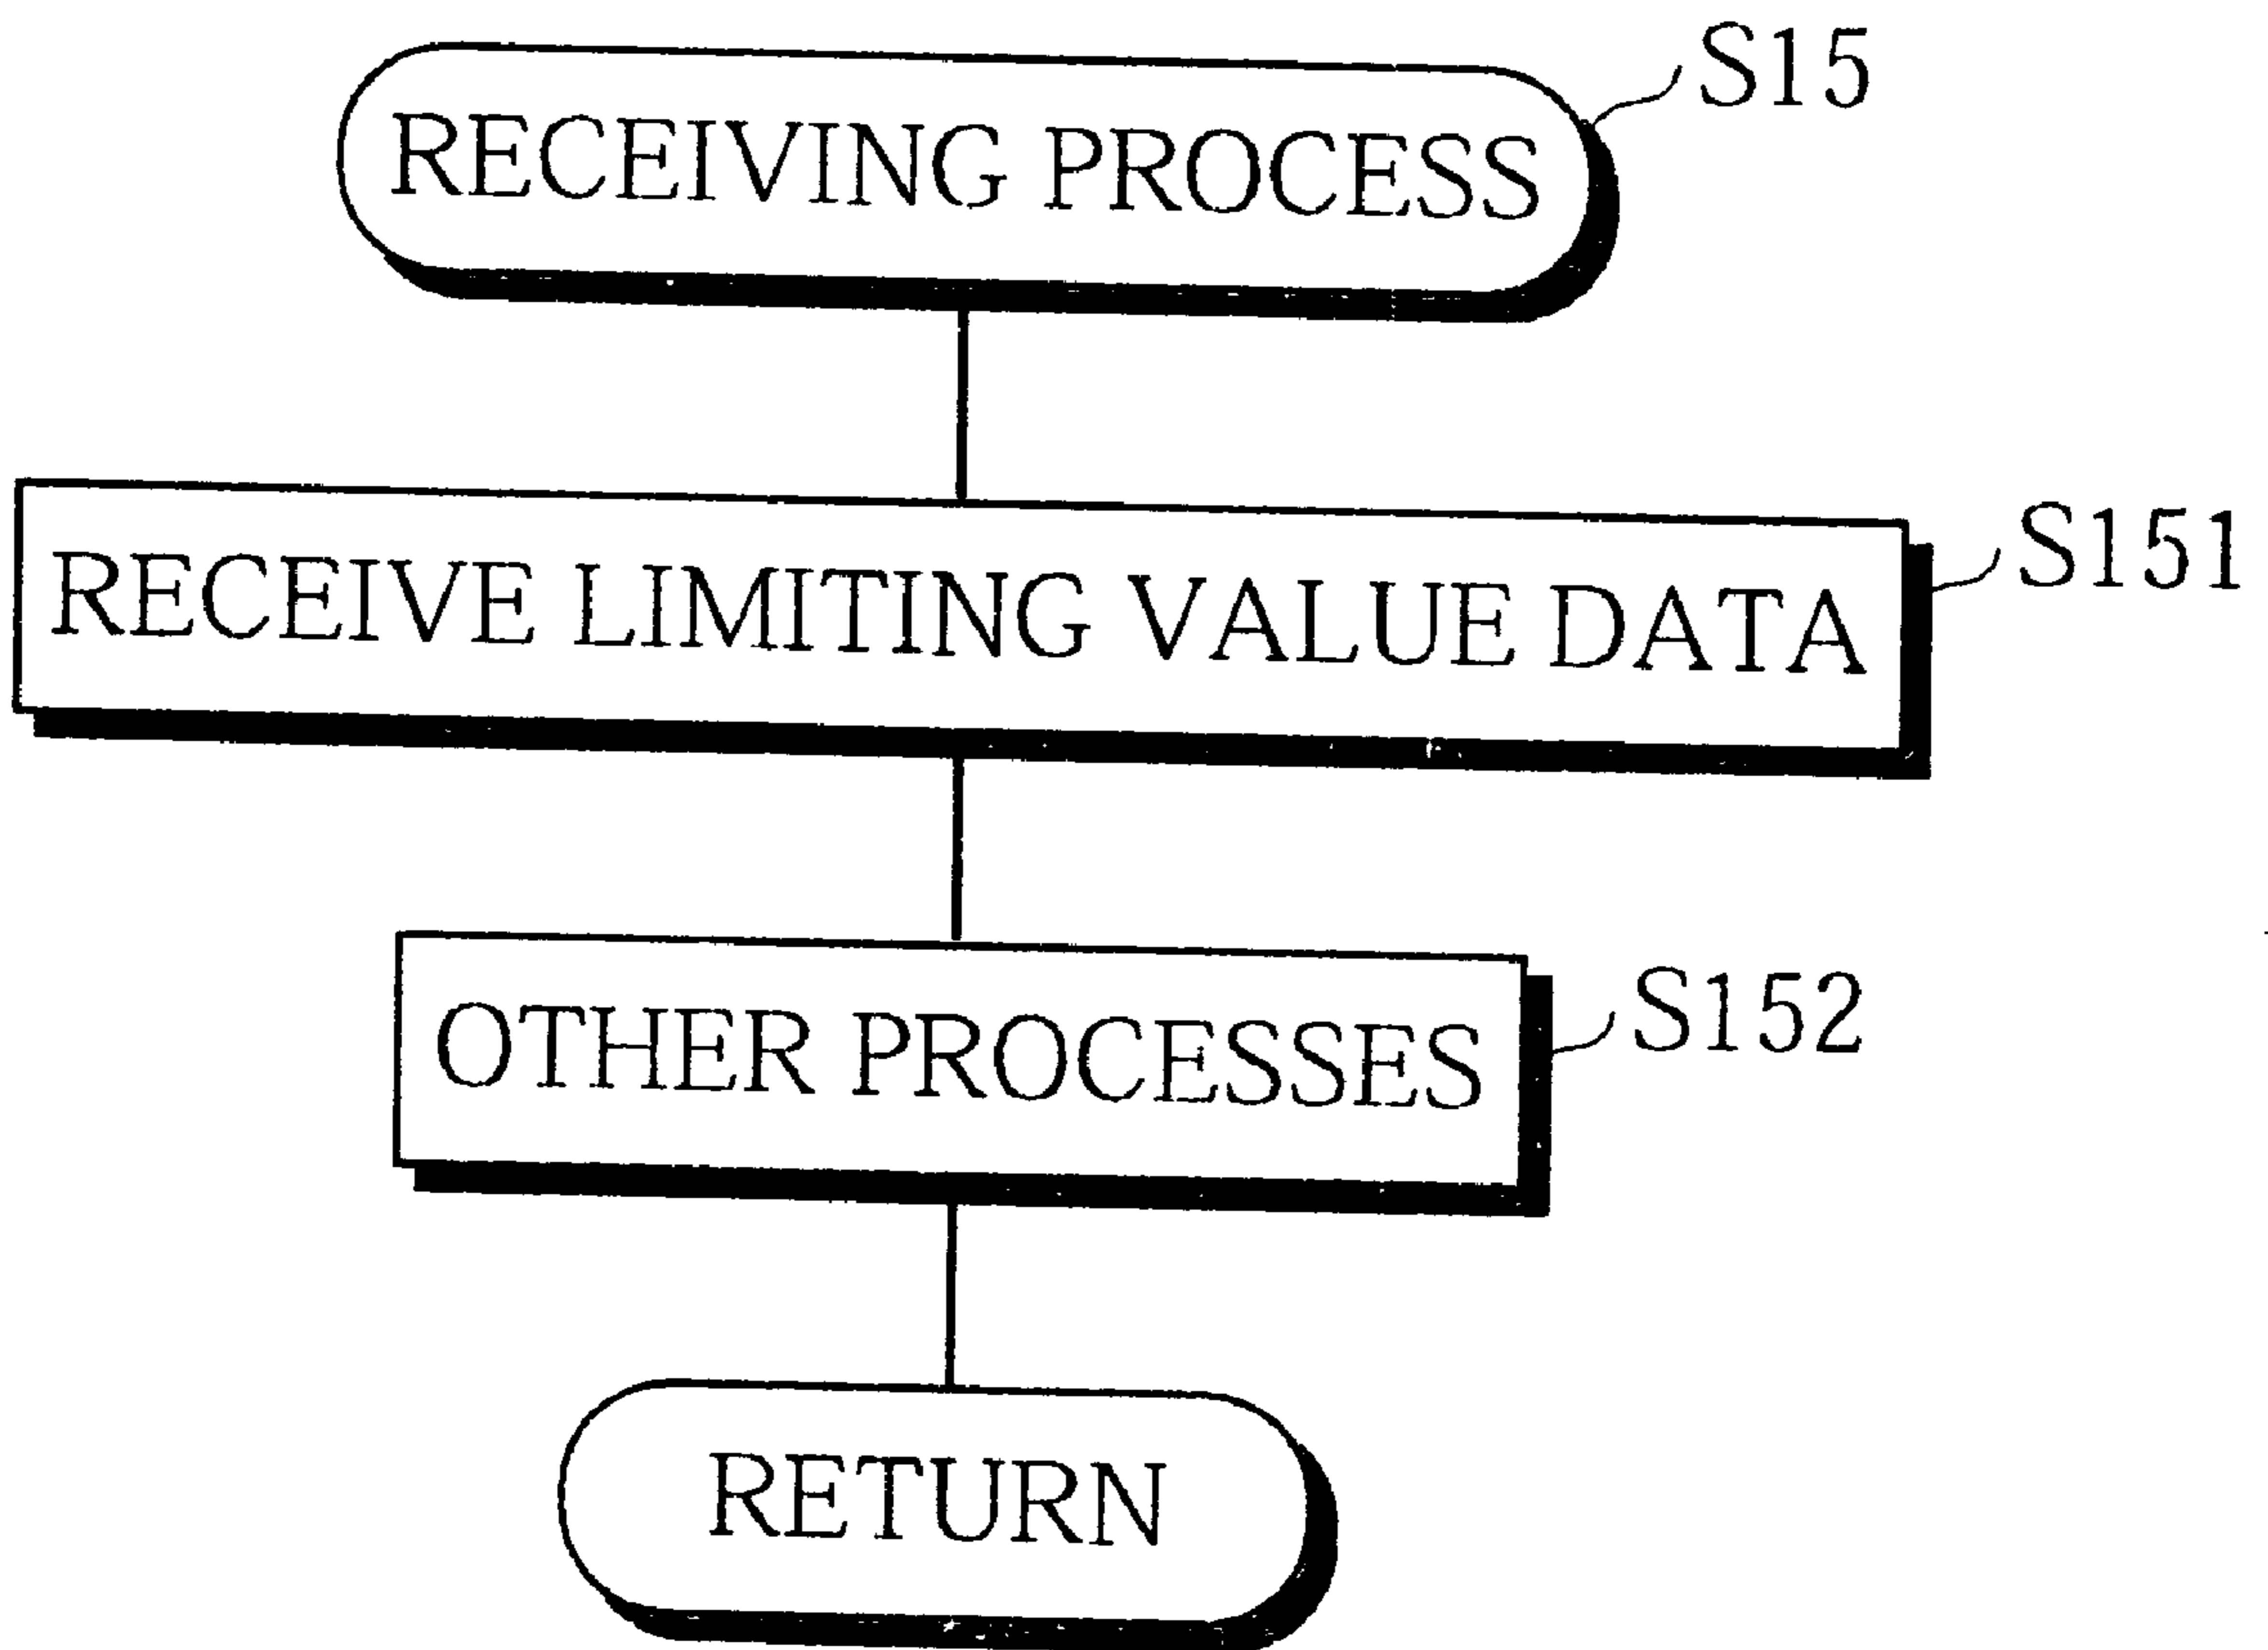 S15
RECEIVING PROCESS
S151
RECEIVE LIMITING VALUE DATA
S152
OTHER PROCESSES
RETURN